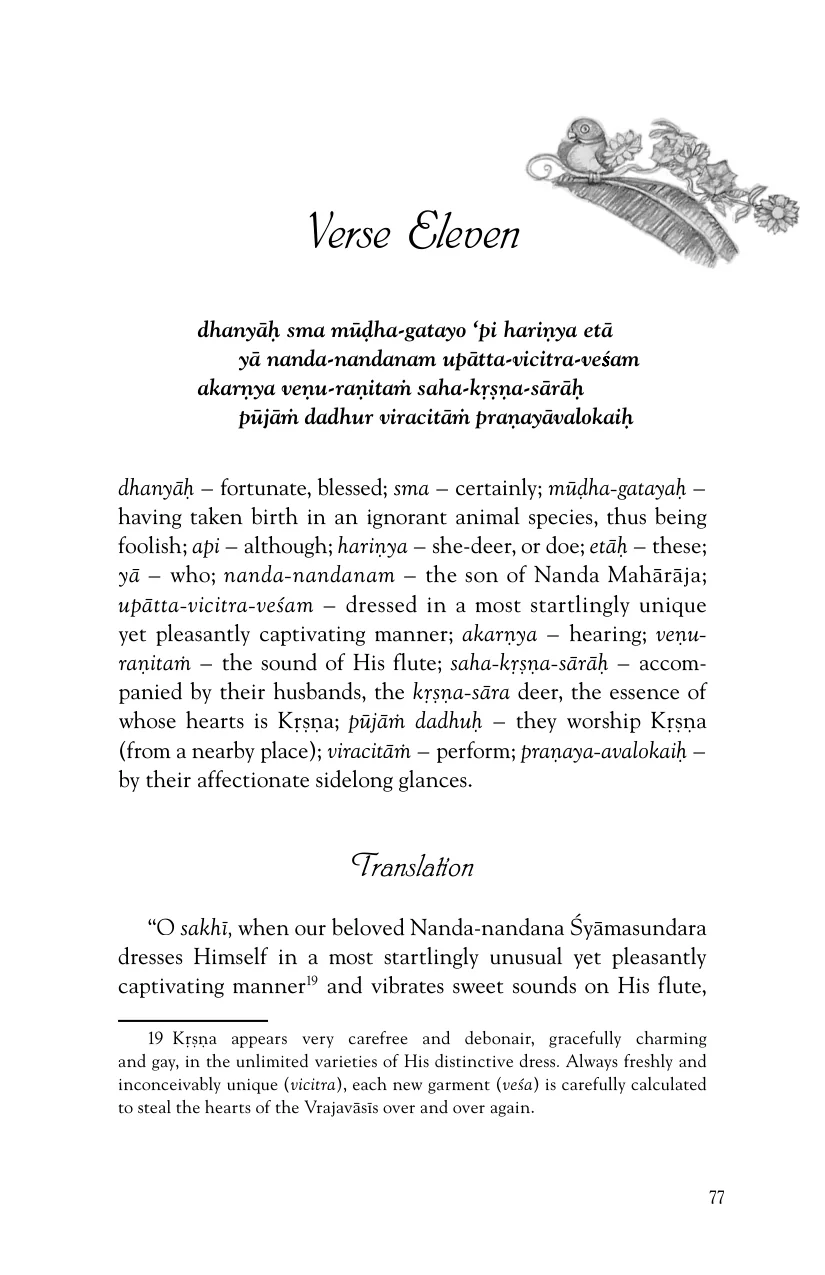 Verse Eleven
dhanyāḥ sma mūḍha-gatayo ‘pi hariṇya etā
yā nanda-nandanam upātta-vicitra-veśam
akarṇya veṇu-raṇitaṁ saha-kṛṣṇa-sārāḥ
pūjāṁ dadhur viracitāṁ praṇayāvalokaiḥ
dhanyāḥ – fortunate, blessed; sma – certainly; mūḍha-gatayaḥ –
having taken birth in an ignorant animal species, thus being
foolish; api – although; hariṇya – she-deer, or doe; etāḥ – these;
yā – who; nanda-nandanam – the son of Nanda Mahārāja;
upātta-vicitra-veśam – dressed in a most startlingly unique
yet pleasantly captivating manner; akarṇya – hearing; veṇu-
raṇitaṁ – the sound of His flute; saha-kṛṣṇa-sārāḥ – accom-
panied by their husbands, the kṛṣṇa-sāra deer, the essence of
whose hearts is Kṛṣṇa; pūjāṁ dadhuḥ – they worship Kṛṣṇa
(from a nearby place); viracitāṁ – perform; praṇaya-avalokaiḥ –
by their affectionate sidelong glances.
Translation
“O sakhī, when our beloved Nanda-nandana Śyāmasundara
dresses Himself in a most startlingly unusual yet pleasantly
captivating manner19 and vibrates sweet sounds on His flute,
19 Kṛṣṇa appears very carefree and debonair, gracefully charming
and gay, in the unlimited varieties of His distinctive dress. Always freshly and
inconceivably unique (vicitra), each new garment (veśa) is carefully calculated
to steal the hearts of the Vrajavāsīs over and over again.
77